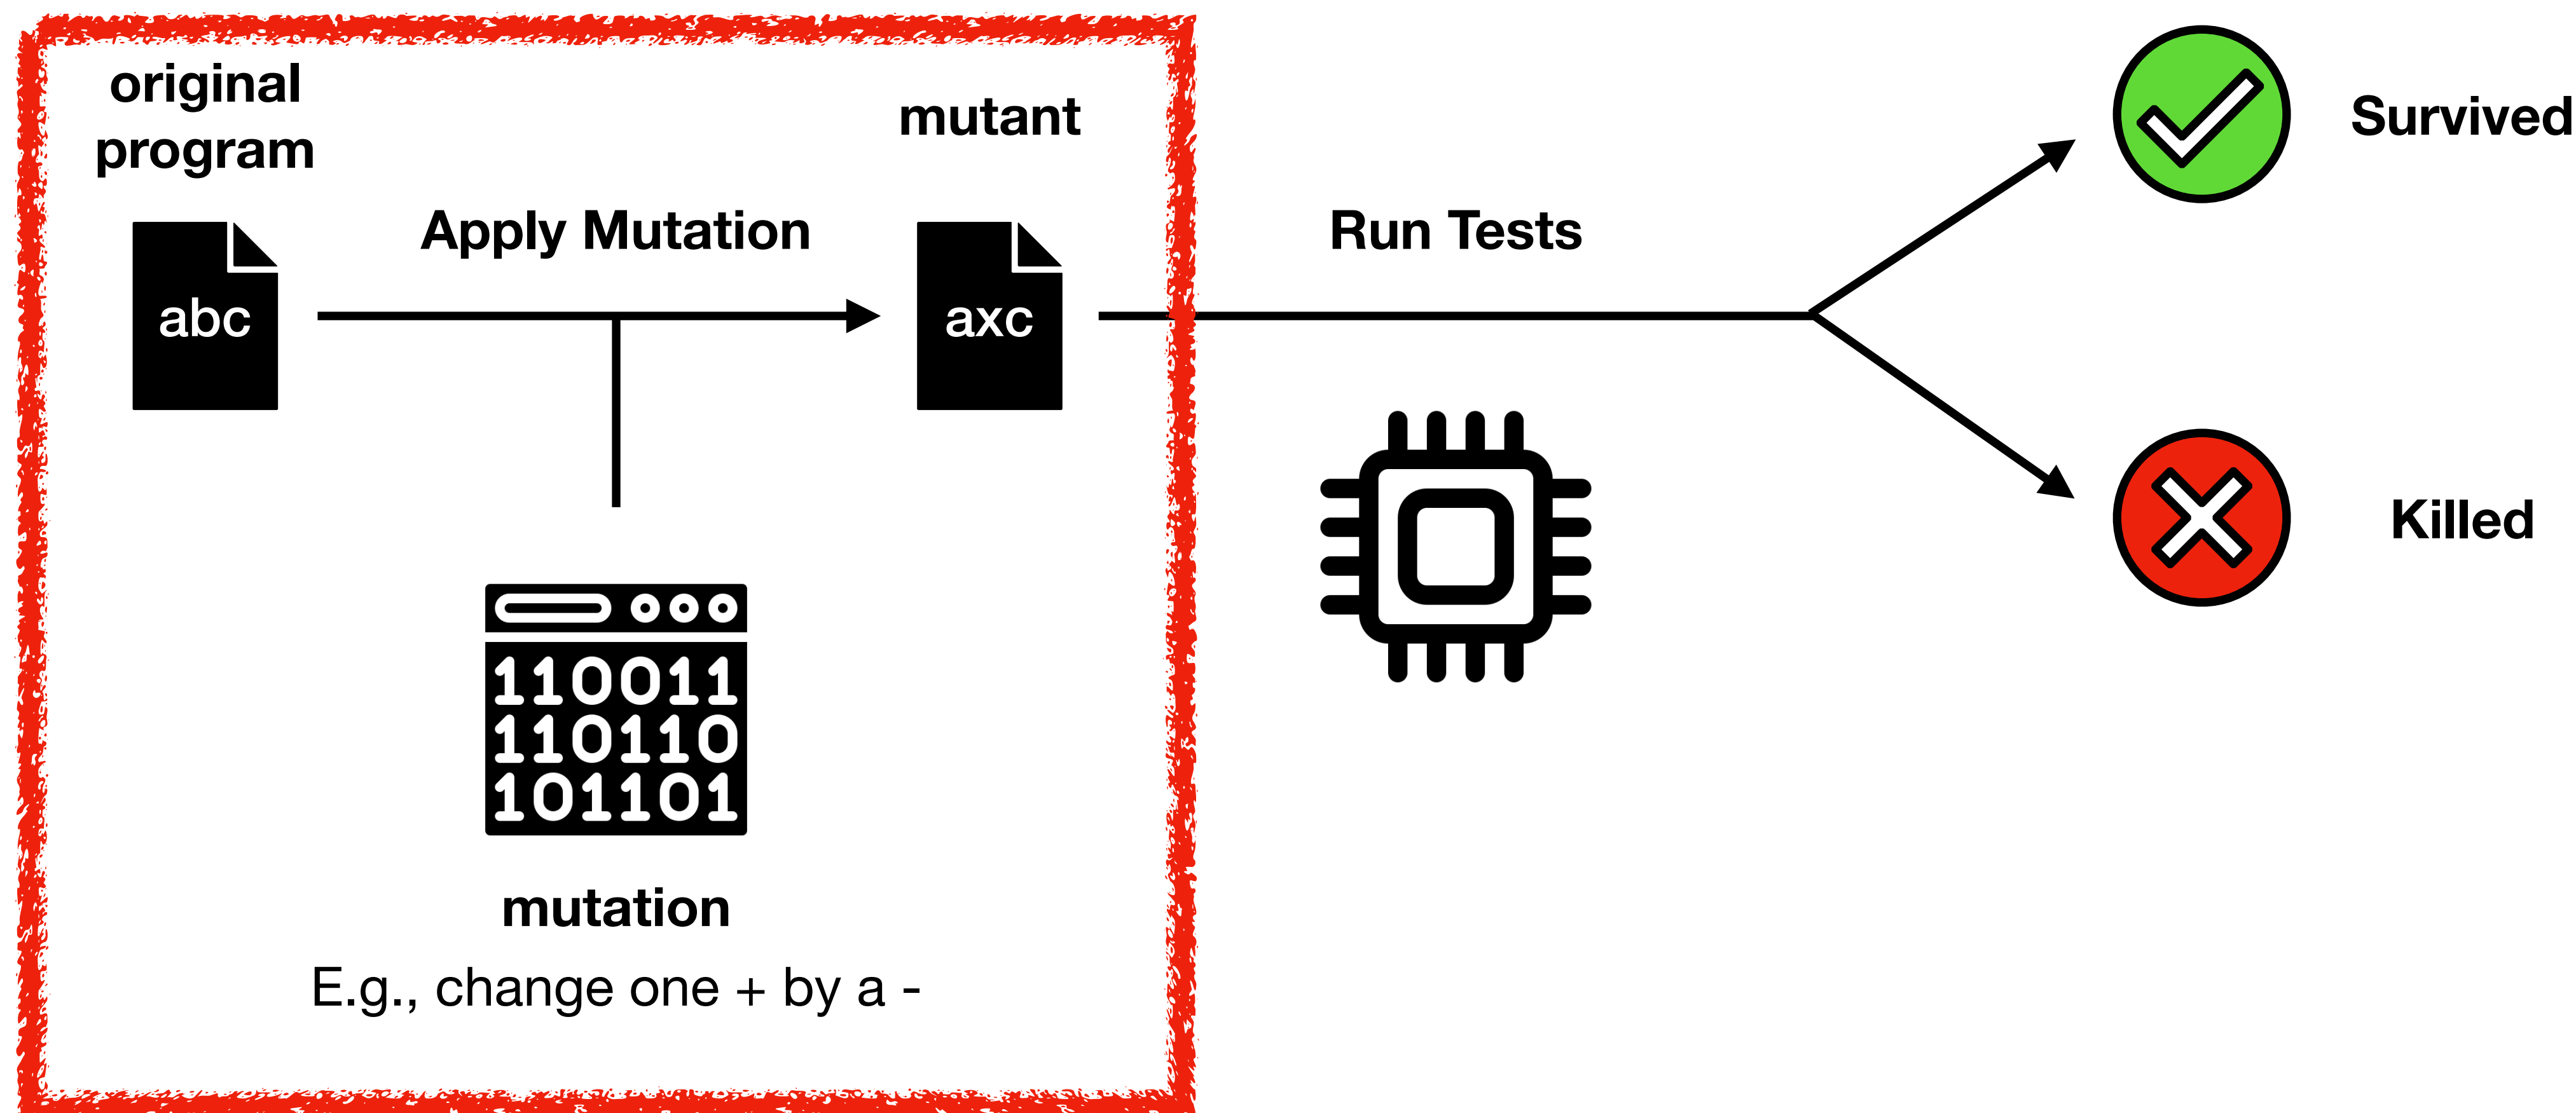 original
program
mutant
Survived
Apply Mutation
Run Tests
abc
axc
Killed
110011
110110
101101
mutation
E.g., change one + by a -